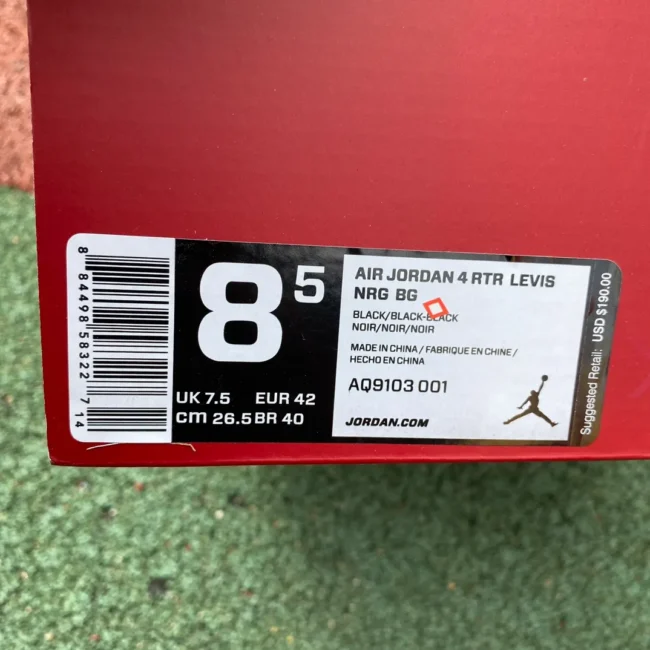 8 84498 58322 7 14
8 5
UK 7.5 EUR 42
cm 26.5 BR 40
AIR JORDAN 4 RTR LEVIS
NRG BG
BLACK/BLACK-BLACK
NOIR/NOIR/NOIR
MADE IN CHINA / FABRIQUE EN CHINE /
HECHO EN CHINA
AQ9103 001
JORDAN.COM
Suggested Retail: USD $190.00